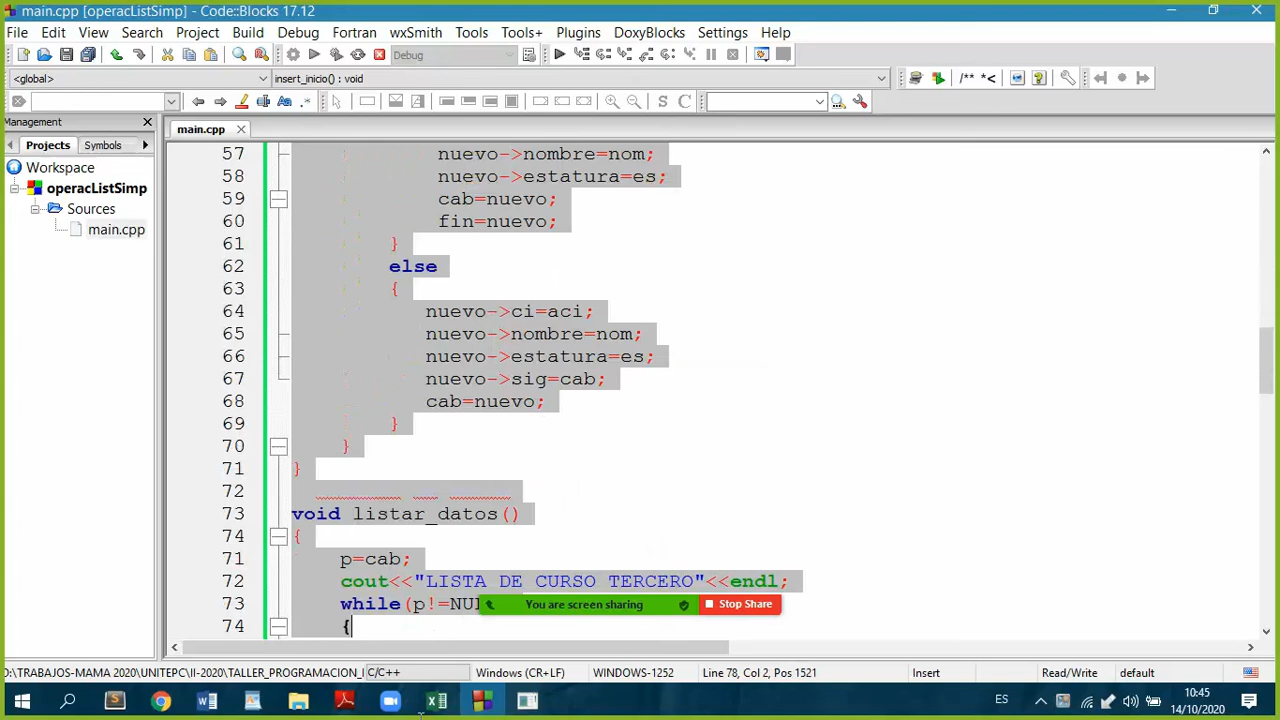 main.cpp [operacListSimp] - Code::Blocks 17.12
File Edit View Search Project Build Debug Fortran wxSmith Tools Tools+ Plugins DoxyBlocks Settings Help
Debug
<global> insert_inicio() : void /** *<
S C
Management
main.cpp
Projects Symbols
Workspace
operacListSimp
Sources
main.cpp
57 nuevo->nombre=nom;
58 nuevo->estatura=es;
59 cab=nuevo;
60 fin=nuevo;
61 }
62 else
63 {
64 nuevo->ci=aci;
65 nuevo->nombre=nom;
66 nuevo->estatura=es;
67 nuevo->sig=cab;
68 cab=nuevo;
69 }
70 }
71 }
72
73 void listar_datos()
74 {
71 p=cab;
72 cout<<"LISTA DE CURSO TERCERO"<<endl;
73 while(p!=NUL
74 {
You are screen sharing Stop Share
D:\TRABAJOS-MAMA 2020\UNITEPC\II-2020\TALLER_PROGRAMACION_I C/C++ Windows (CR+LF) WINDOWS-1252 Line 78, Col 2, Pos 1521 Insert Read/Write default
ES 10:45
14/10/2020